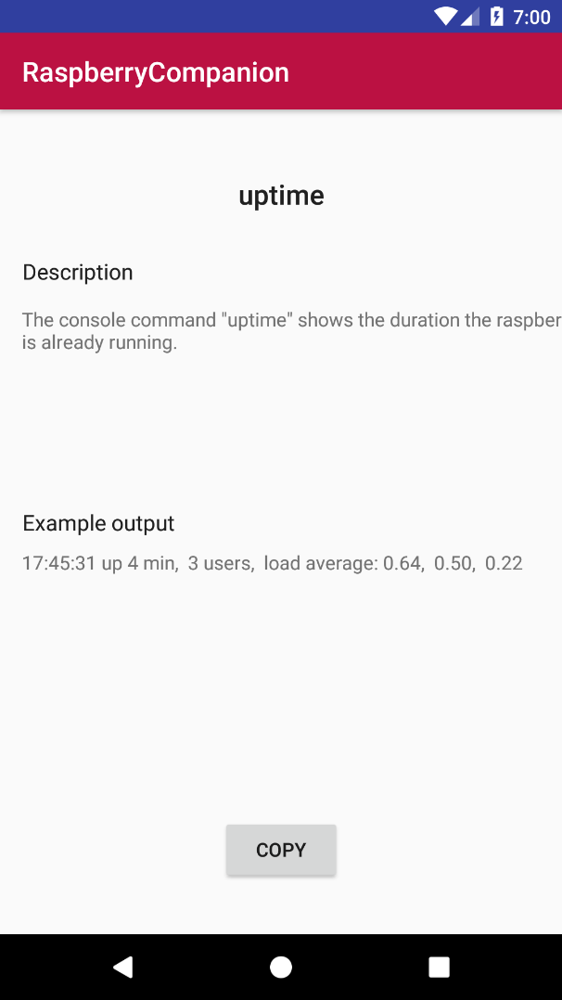 7:00
RaspberryCompanion
uptime
Description
The console command "uptime" shows the duration the raspber
is already running.
Example output
17:45:31 up 4 min,  3 users,  load average: 0.64,  0.50,  0.22
COPY